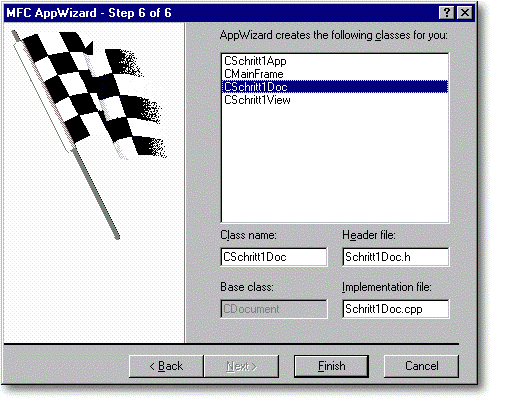 MFC AppWizard - Step 6 of 6
AppWizard creates the following classes for you:
CSchritt1App
CMainFrame
CSchritt1Doc
CSchritt1View
Class name:
Header file:
CSchritt1Doc
Schritt1Doc.h
Base class:
Implementation file:
CDocument
Schritt1Doc.cpp
< Back
Next >
Finish
Cancel